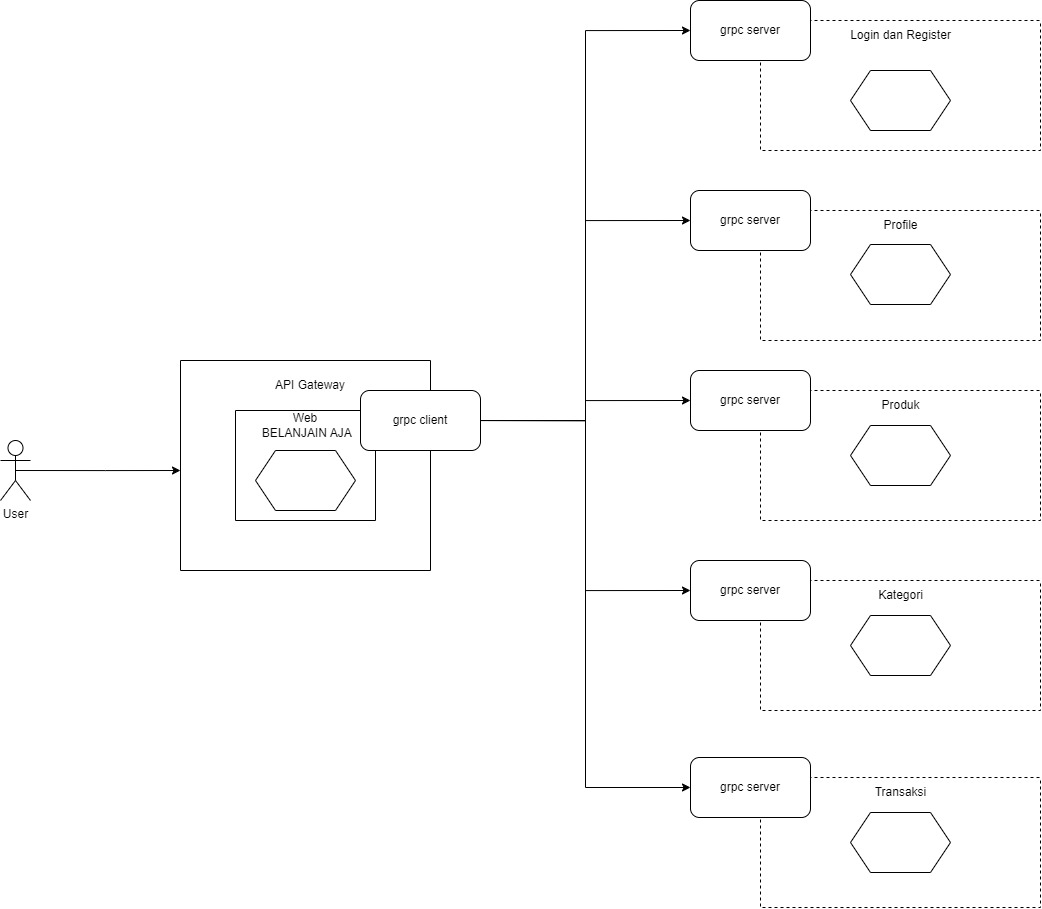 grpc server
Login dan Register
grpc server
Profile
grpc server
Produk
API Gateway
Web
BELANJAIN AJA
grpc client
User
grpc server
Kategori
grpc server
Transaksi